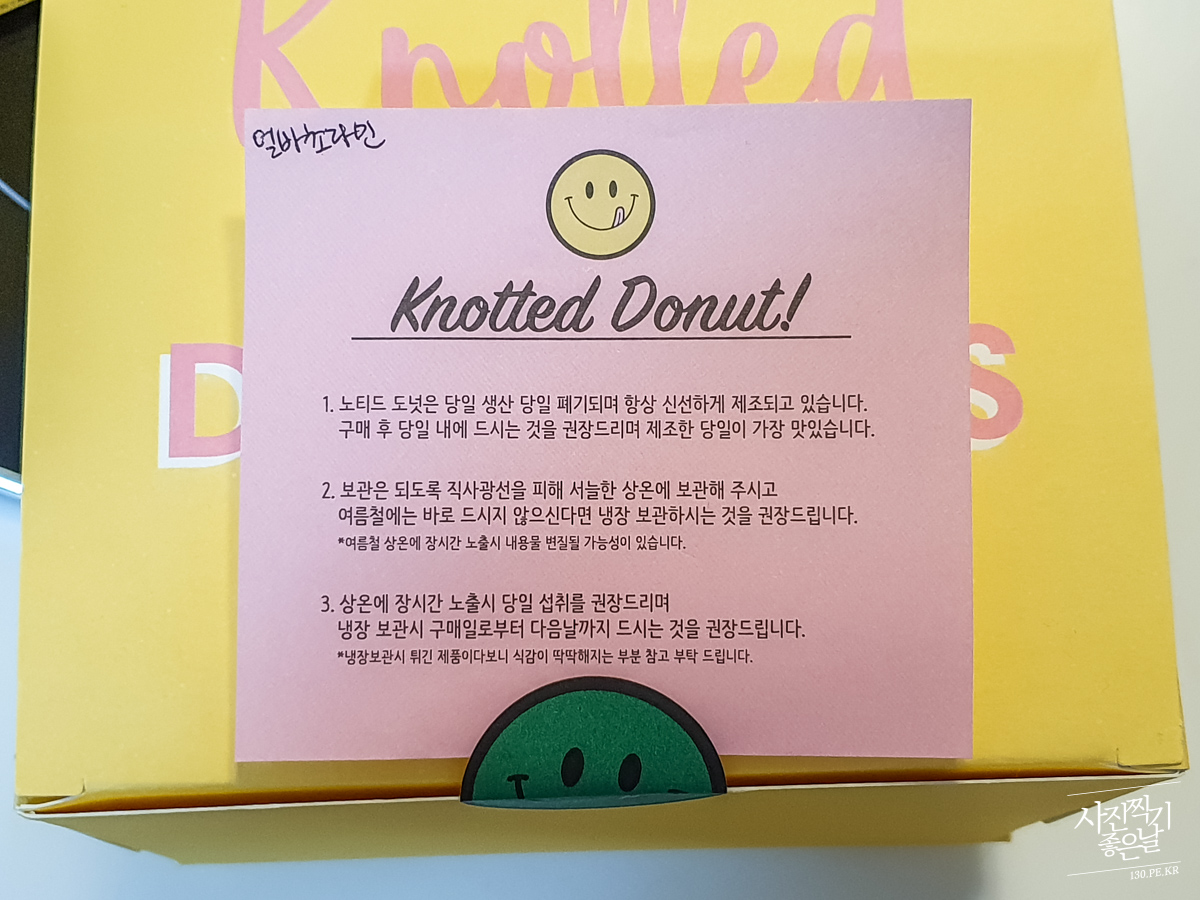 Knotted
얼바초라인
Knotted Donut!
D
S
1. 노티드 도넛은 당일 생산 당일 폐기되며 항상 신선하게 제조되고 있습니다.
구매 후 당일 내에 드시는 것을 권장드리며 제조한 당일이 가장 맛있습니다.
2. 보관은 되도록 직사광선을 피해 서늘한 상온에 보관해 주시고
여름철에는 바로 드시지 않으신다면 냉장 보관하시는 것을 권장드립니다.
*여름철 상온에 장시간 노출시 내용물 변질될 가능성이 있습니다.
3. 상온에 장시간 노출시 당일 섭취를 권장드리며
냉장 보관시 구매일로부터 다음날까지 드시는 것을 권장드립니다.
*냉장보관시 튀긴 제품이다보니 식감이 딱딱해지는 부분 참고 부탁 드립니다.
사진찍기
좋은날
130.PE.KR